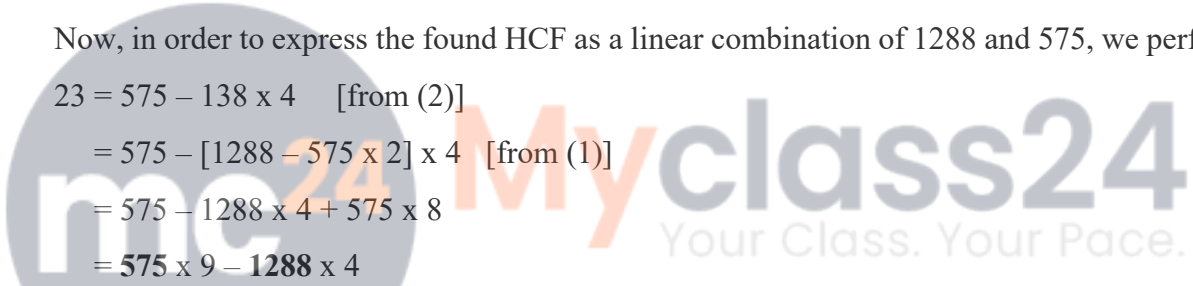 Now, in order to express the found HCF as a linear combination of 1288 and 575, we perf
23 = 575 – 138 x 4 [from (2)]
= 575 – [1288 – 575 x 2] x 4 [from (1)]
= 575 – 1288 x 4 + 575 x 8
= 575 x 9 – 1288 x 4
mc24
Myclass24
Your Class. Your Pace.